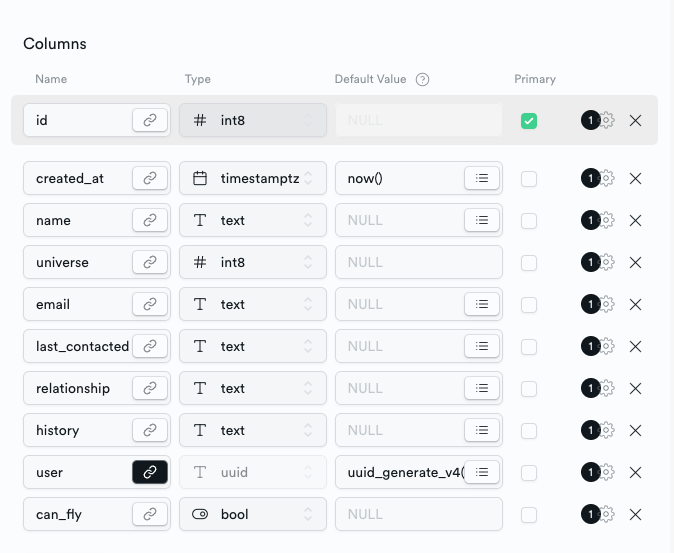 Columns
Name Type Default Value ? Primary
id # int8 NULL 1
created_at timestamptz now() 1
name T text NULL 1
universe # int8 NULL 1
email T text NULL 1
last_contacted T text NULL 1
relationship T text NULL 1
history T text NULL 1
user T uuid uuid_generate_v4( 1
can_fly bool NULL 1